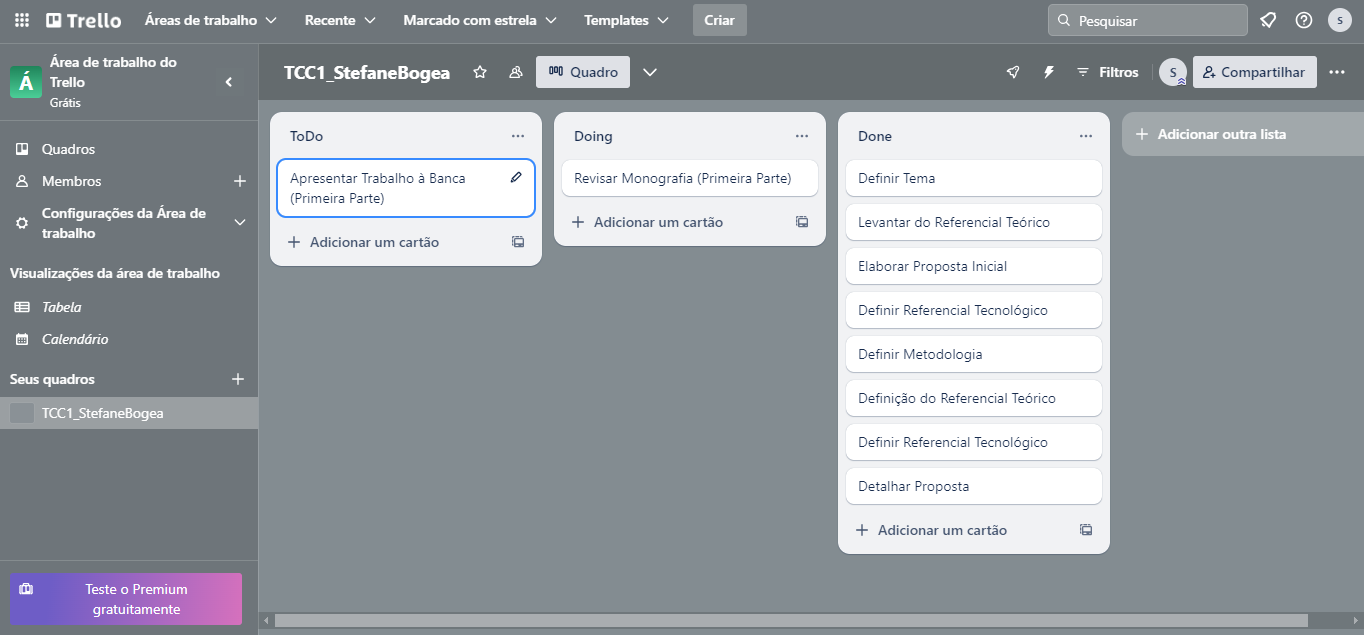 Trello Áreas de trabalho Recente Marcado com estrela Templates Criar Pesquisar S
Á Área de trabalho do
Trello
Grátis
Quadros
Membros
Configurações da Área de
trabalho
Visualizações da área de trabalho
Tabela
Calendário
Seus quadros
TCC1_StefaneBogea
Teste o Premium
gratuitamente
TCC1_StefaneBogea Quadro Filtros S Compartilhar
ToDo
Apresentar Trabalho à Banca
(Primeira Parte)
Adicionar um cartão
Doing
Revisar Monografia (Primeira Parte)
Adicionar um cartão
Done
Definir Tema
Levantar do Referencial Teórico
Elaborar Proposta Inicial
Definir Referencial Tecnológico
Definir Metodologia
Definição do Referencial Teórico
Definir Referencial Tecnológico
Detalhar Proposta
Adicionar um cartão
Adicionar outra lista